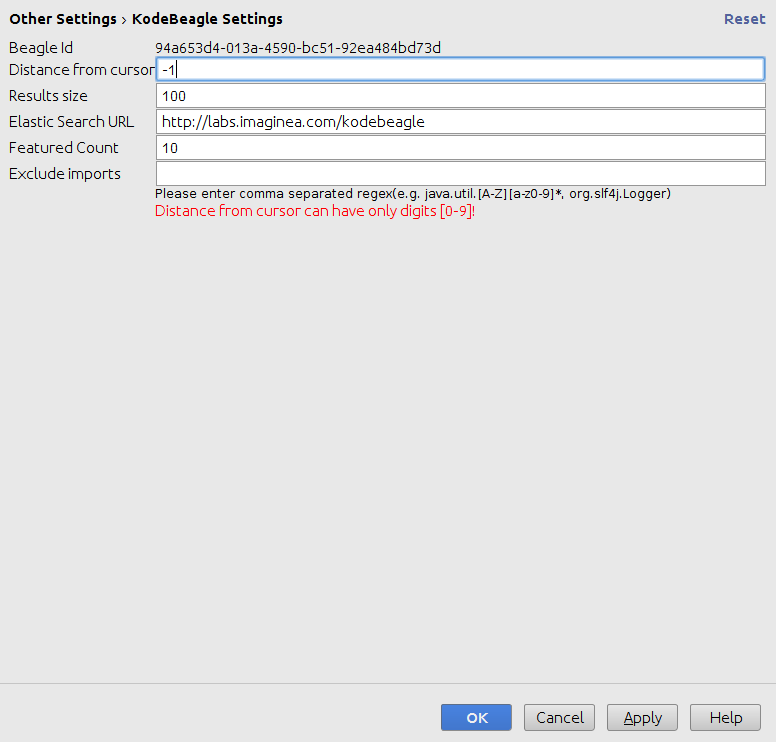 Other Settings › KodeBeagle Settings Reset
Beagle Id 94a653d4-013a-4590-bc51-92ea484bd73d
Distance from cursor -1
Results size 100
Elastic Search URL http://labs.imaginea.com/kodebeagle
Featured Count 10
Exclude imports
Please enter comma separated regex(e.g. java.util.[A-Z][a-z0-9]*, org.slf4j.Logger)
Distance from cursor can have only digits [0-9]!
OK Cancel Apply Help